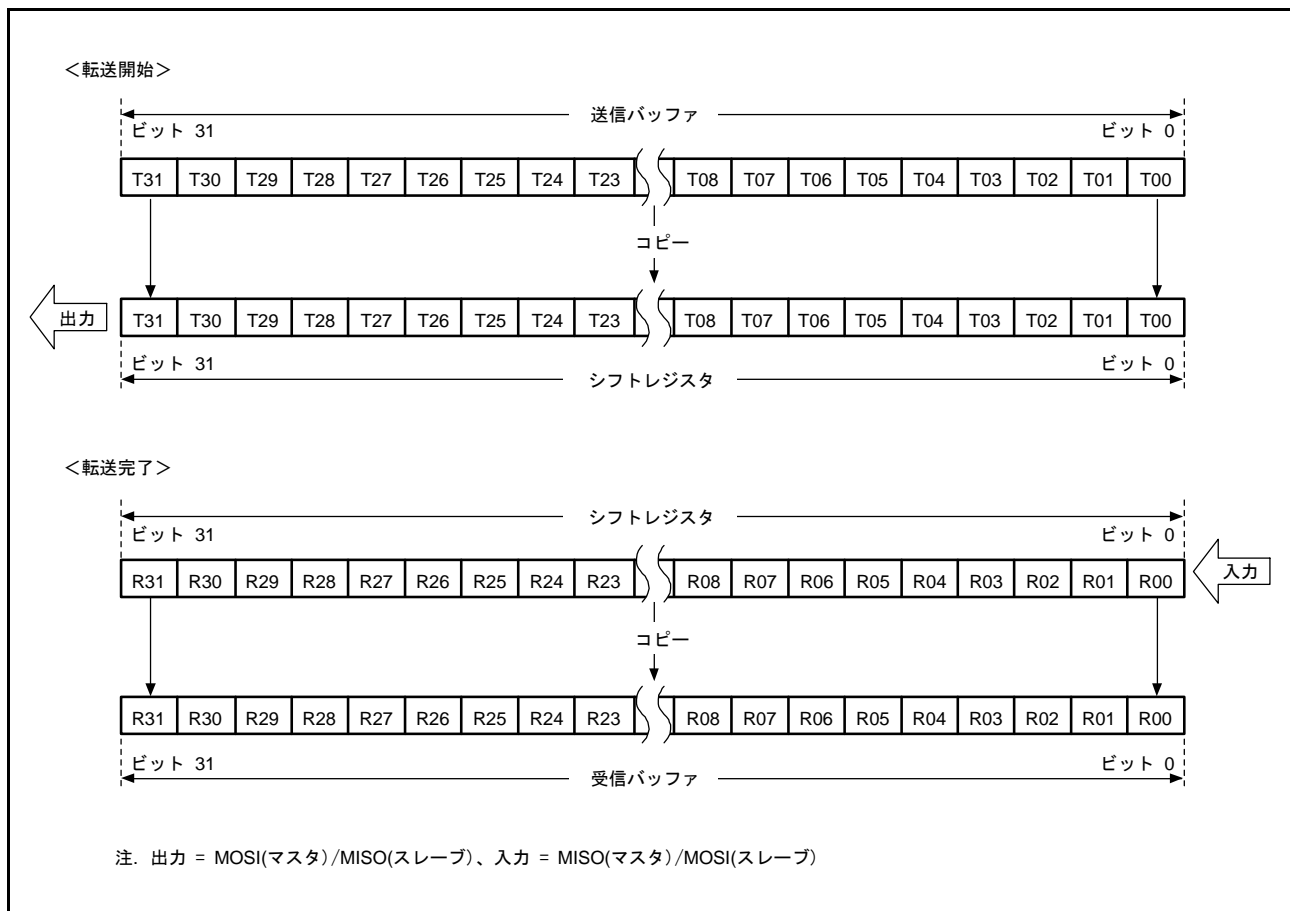 ＜転送開始＞
送信バッファ
ビット 31 ビット 0
T31 T30 T29 T28 T27 T26 T25 T24 T23 T08 T07 T06 T05 T04 T03 T02 T01 T00
コピー
出力 T31 T30 T29 T28 T27 T26 T25 T24 T23 T08 T07 T06 T05 T04 T03 T02 T01 T00
ビット 31 ビット 0
シフトレジスタ
＜転送完了＞
シフトレジスタ
ビット 31 ビット 0
R31 R30 R29 R28 R27 R26 R25 R24 R23 R08 R07 R06 R05 R04 R03 R02 R01 R00 入力
コピー
R31 R30 R29 R28 R27 R26 R25 R24 R23 R08 R07 R06 R05 R04 R03 R02 R01 R00
ビット 31 ビット 0
受信バッファ
注. 出力 = MOSI(マスタ)/MISO(スレーブ)、入力 = MISO(マスタ)/MOSI(スレーブ)